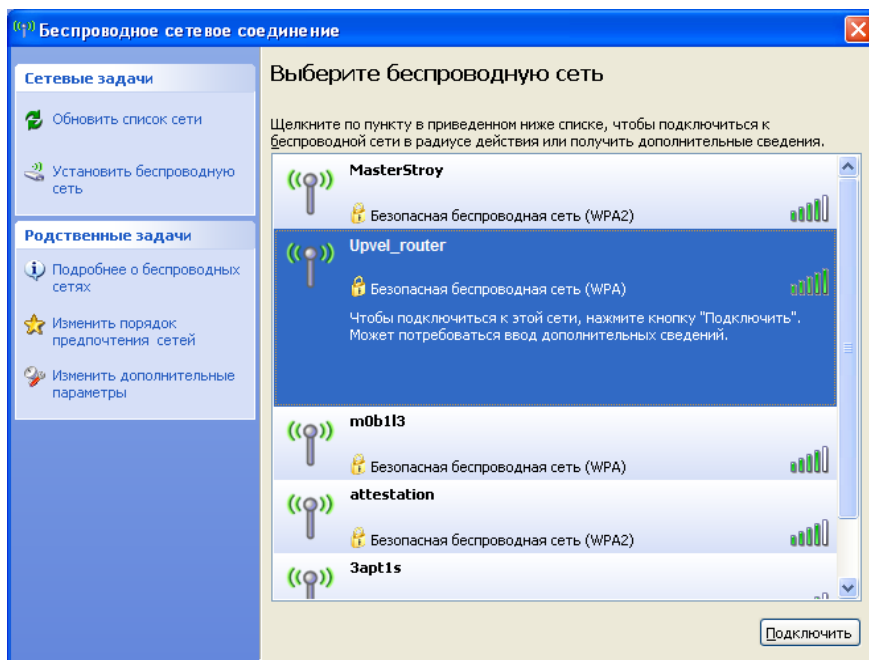 Беспроводное сетевое соединение
Сетевые задачи
Обновить список сети
Установить беспроводную
сеть
Родственные задачи
Подробнее о беспроводных
сетях
Изменить порядок
предпочтения сетей
Изменить дополнительные
параметры
Выберите беспроводную сеть
Щелкните по пункту в приведенном ниже списке, чтобы подключиться к
беспроводной сети в радиусе действия или получить дополнительные сведения.
MasterStroy
Безопасная беспроводная сеть (WPA2)
Upvel_router
Безопасная беспроводная сеть (WPA)
Чтобы подключиться к этой сети, нажмите кнопку "Подключить".
Может потребоваться ввод дополнительных сведений.
m0b1l3
Безопасная беспроводная сеть (WPA)
attestation
Безопасная беспроводная сеть (WPA2)
3apt1s
Подключить